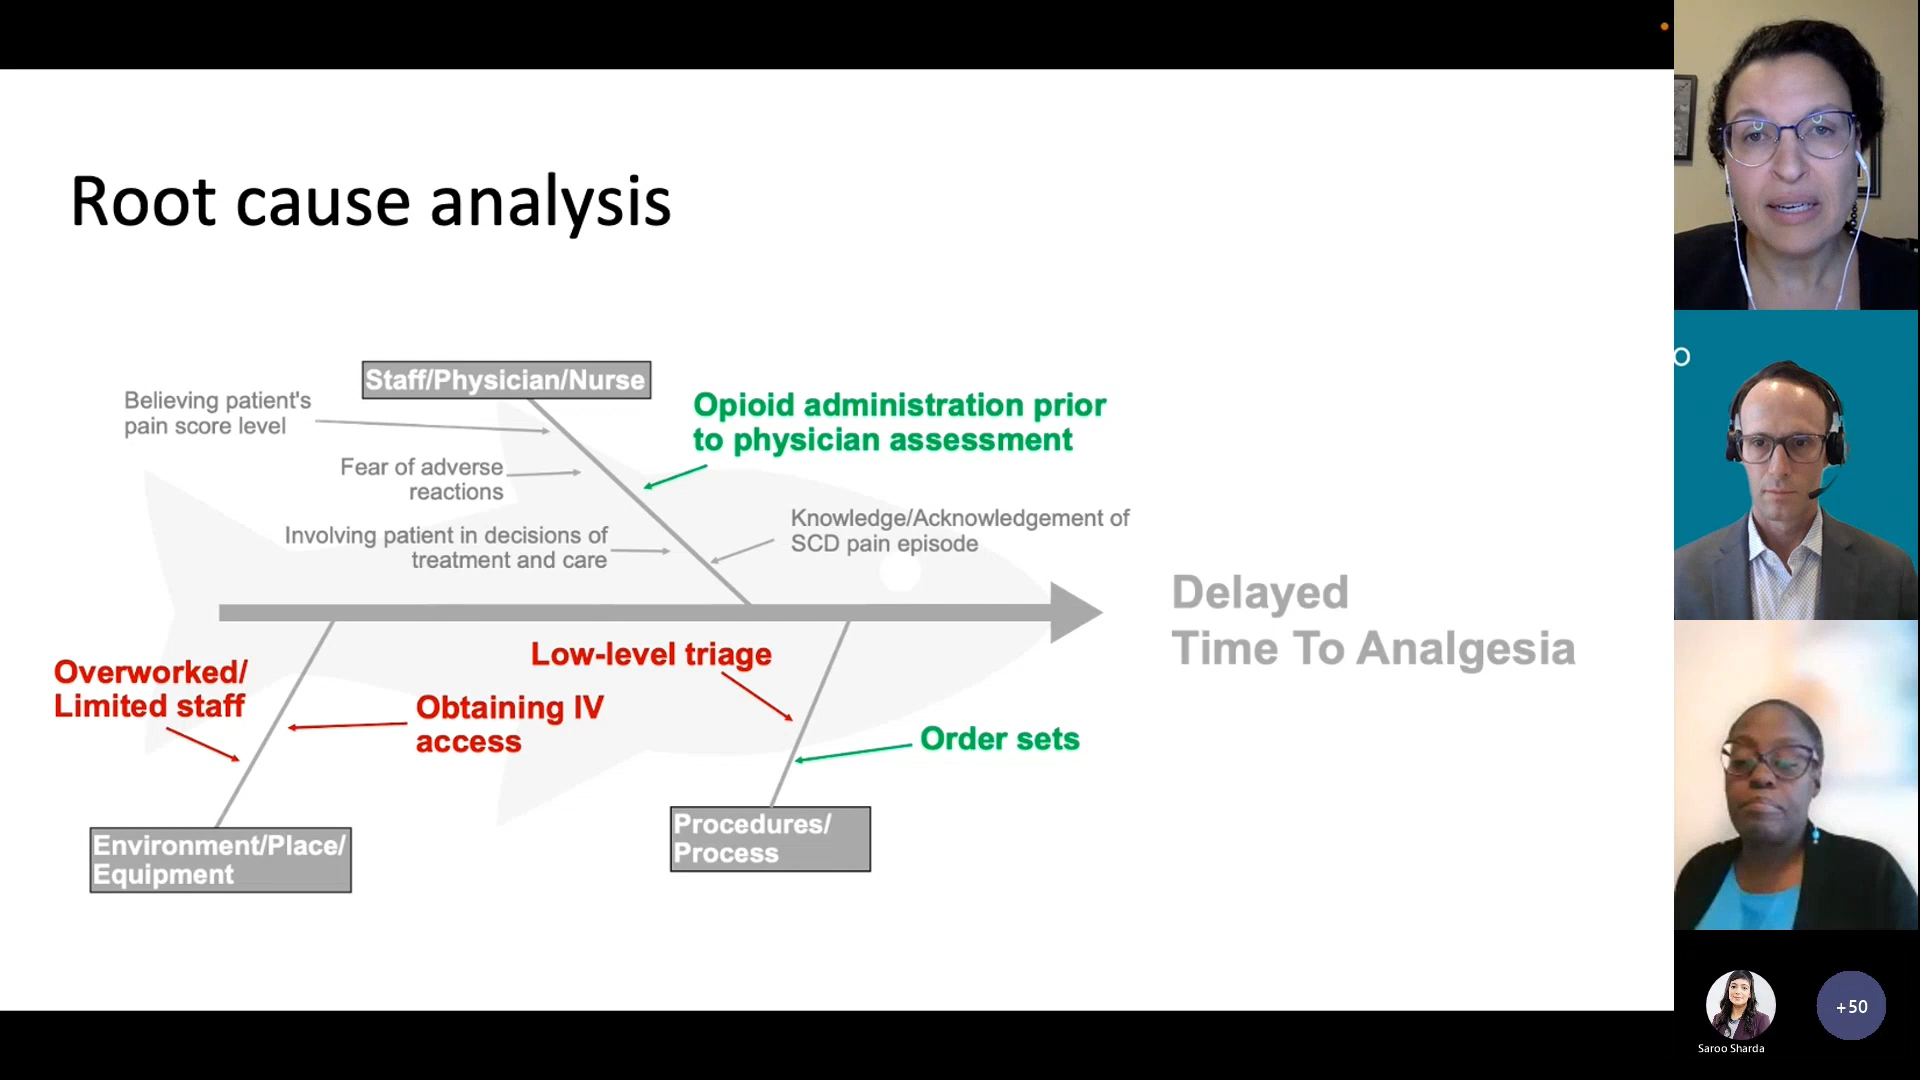 Root cause analysis
Staff/Physician/Nurse
Believing patient's
pain score level
Opioid administration prior
to physician assessment
Fear of adverse
reactions
Knowledge/Acknowledgement of
SCD pain episode
Involving patient in decisions of
treatment and care
Delayed
Time To Analgesia
Low-level triage
Overworked/
Limited staff
Obtaining IV
access
Order sets
Procedures/
Process
Environment/Place/
Equipment
o
+50
Saroo Sharda